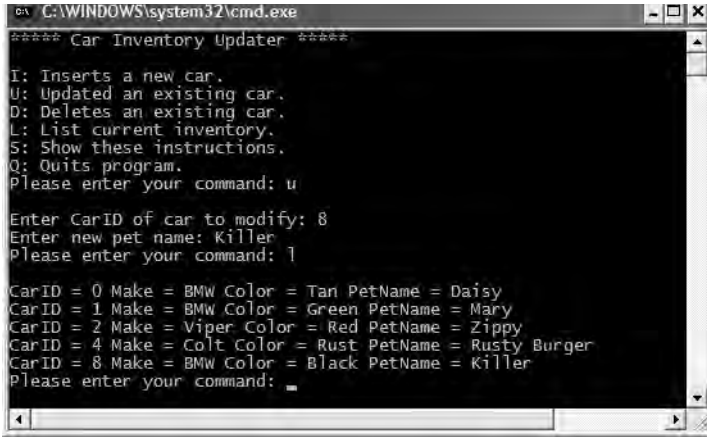 C:\WINDOWS\system32\cmd.exe
***** Car Inventory Updater *****
I: Inserts a new car.
U: Updated an existing car.
D: Deletes an existing car.
L: List current inventory.
S: Show these instructions.
Q: Quits program.
Please enter your command: u
Enter CarID of car to modify: 8
Enter new pet name: Killer
Please enter your command: l
CarID = 0 Make = BMW Color = Tan PetName = Daisy
CarID = 1 Make = BMW Color = Green PetName = Mary
CarID = 2 Make = Viper Color = Red PetName = Zippy
CarID = 4 Make = Colt Color = Rust PetName = Rusty Burger
CarID = 8 Make = BMW Color = Black PetName = Killer
Please enter your command: _